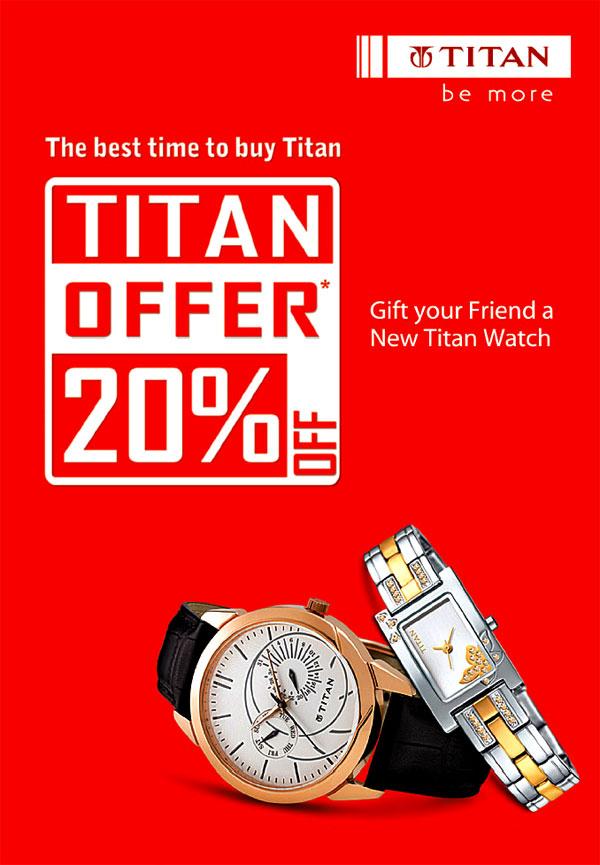 TITAN
be more
The best time to buy Titan
TITAN
OFFER*
20%
OFF
Gift your Friend a
New Titan Watch
TITAN
TITAN